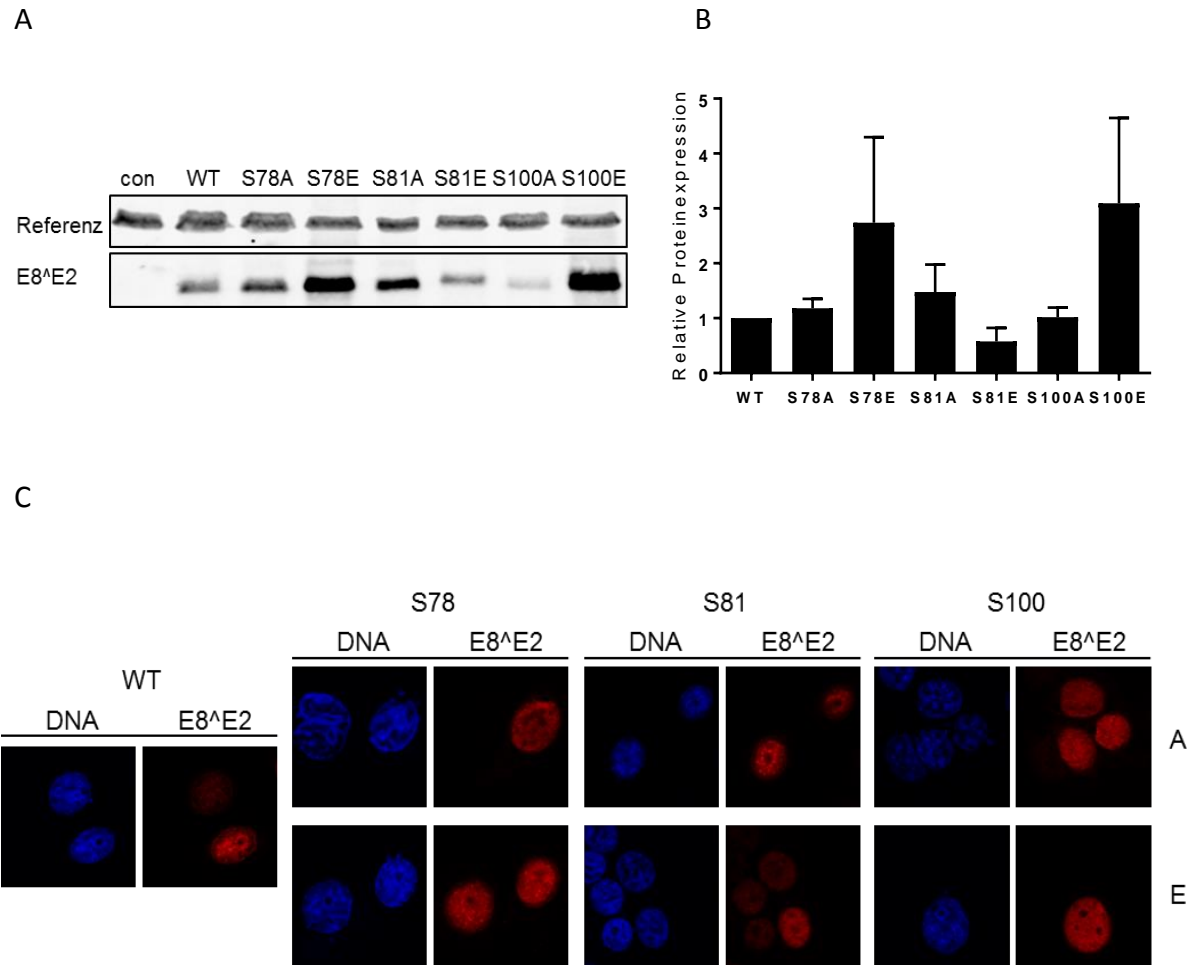 A
B
con WT S78A S78E S81A S81E S100A S100E
Referenz
E8^E2
Relative Proteinexpression
5
4
3
2
1
0
WT S78A S78E S81A S81E S100A S100E
C
S78 S81 S100
DNA E8^E2 DNA E8^E2 DNA E8^E2
WT
DNA E8^E2
A
E